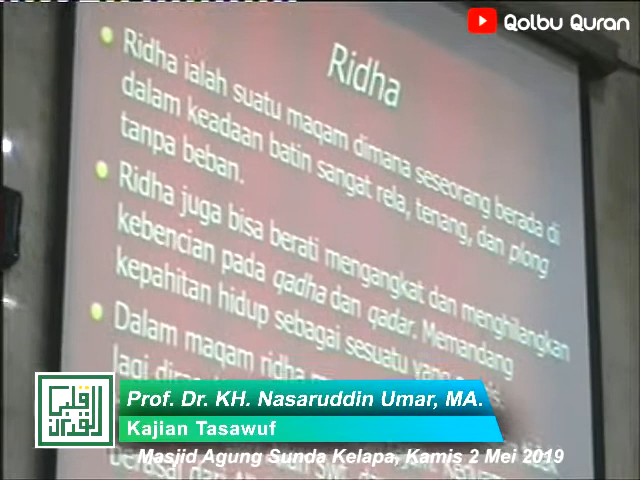 Qolbu Quran
Ridha
Ridha ialah suatu maqam dimana seseorang berada di
dalam keadaan batin sangat rela, tenang, dan plong
tanpa beban.
Ridha juga bisa berati mengangkat dan menghilangkan
kebencian pada qadha dan qadar. Memandang
kepahitan hidup sebagai sesuatu yang
Dalam maqam ridha
lagi
Prof. Dr. KH. Nasaruddin Umar, MA.
Kajian Tasawuf
Masjid Agung Sunda Kelapa, Kamis 2 Mei 2019